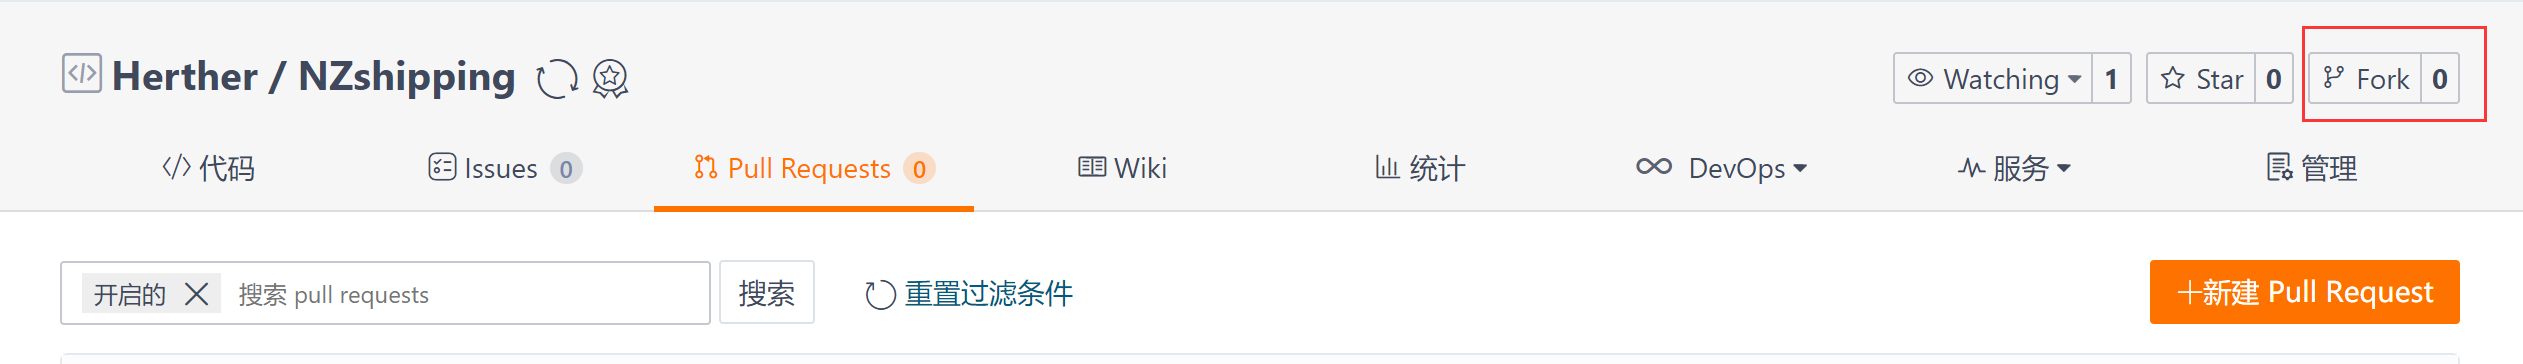 Herther / NZshipping
Watching 1 Star 0 Fork 0
代码 Issues 0 Pull Requests 0 Wiki 统计 DevOps 服务 管理
开启的 搜索 pull requests 搜索 重置过滤条件 +新建 Pull Request